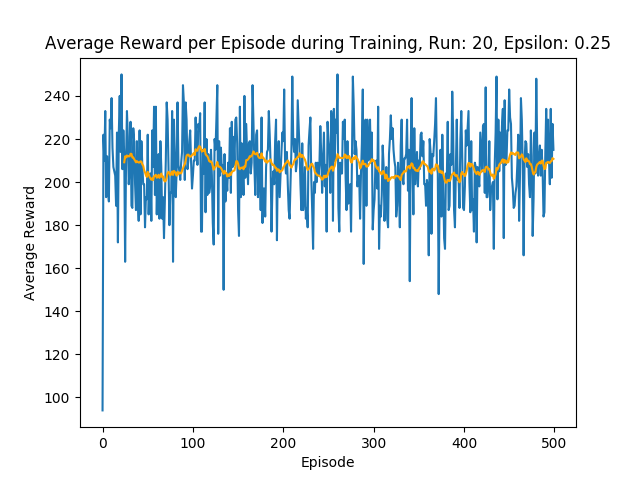 Average Reward per Episode during Training, Run: 20, Epsilon: 0.25
Average Reward
240
220
200
180
160
140
120
100
0 100 200 300 400 500
Episode